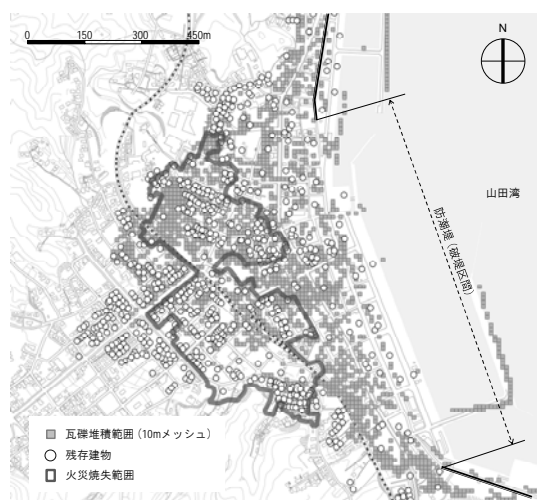 0 150 300 450m
N
山田湾
防潮堤（破堤区間）
瓦礫堆積範囲（10mメッシュ）
残存建物
火災焼失範囲